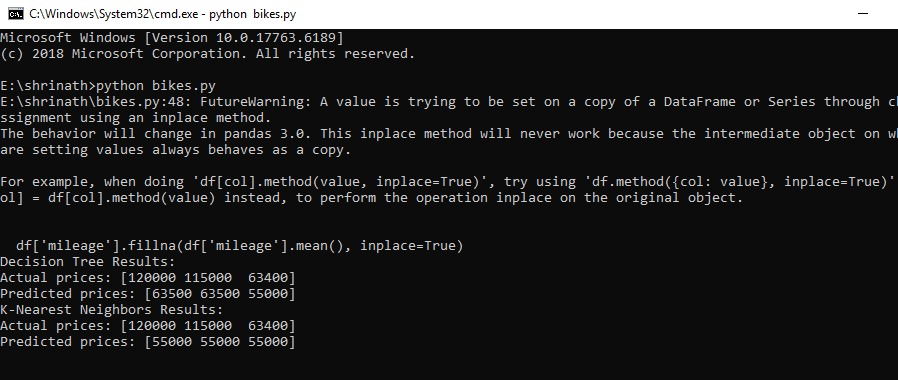 C:\Windows\System32\cmd.exe - python  bikes.py
Microsoft Windows [Version 10.0.17763.6189]
(c) 2018 Microsoft Corporation. All rights reserved.
E:\shrinath>python bikes.py
E:\shrinath\bikes.py:48: FutureWarning: A value is trying to be set on a copy of a DataFrame or Series through
ssignment using an inplace method.
The behavior will change in pandas 3.0. This inplace method will never work because the intermediate object on
are setting values always behaves as a copy.
For example, when doing 'df[col].method(value, inplace=True)', try using 'df.method({col: value}, inplace=True)'
ol] = df[col].method(value) instead, to perform the operation inplace on the original object.
  df['mileage'].fillna(df['mileage'].mean(), inplace=True)
Decision Tree Results:
Actual prices: [120000 115000  63400]
Predicted prices: [63500 63500 55000]
K-Nearest Neighbors Results:
Actual prices: [120000 115000  63400]
Predicted prices: [55000 55000 55000]